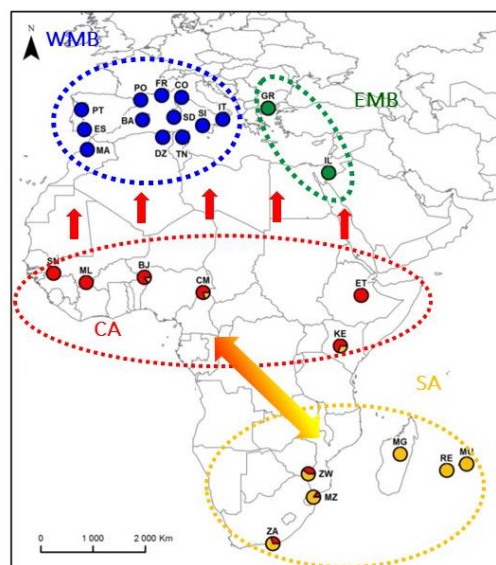 WMB
N
FR
CO
PO
GR
EMB
PT
BA
SD
SI
IT
ES
MA
DZ
TN
IL
SN
ML
BJ
CM
ET
CA
KE
SA
MG
RE
MU
ZW
MZ
ZA
0 1 000 2 000 Km